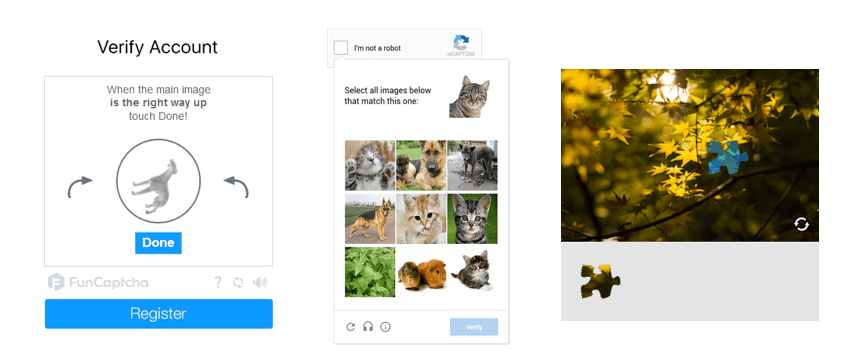 Verify Account
When the main image
is the right way up
touch Done!
Done
FunCaptcha
?
Register
I'm not a robot
reCAPTCHA
Select all images below
that match this one:
Verify